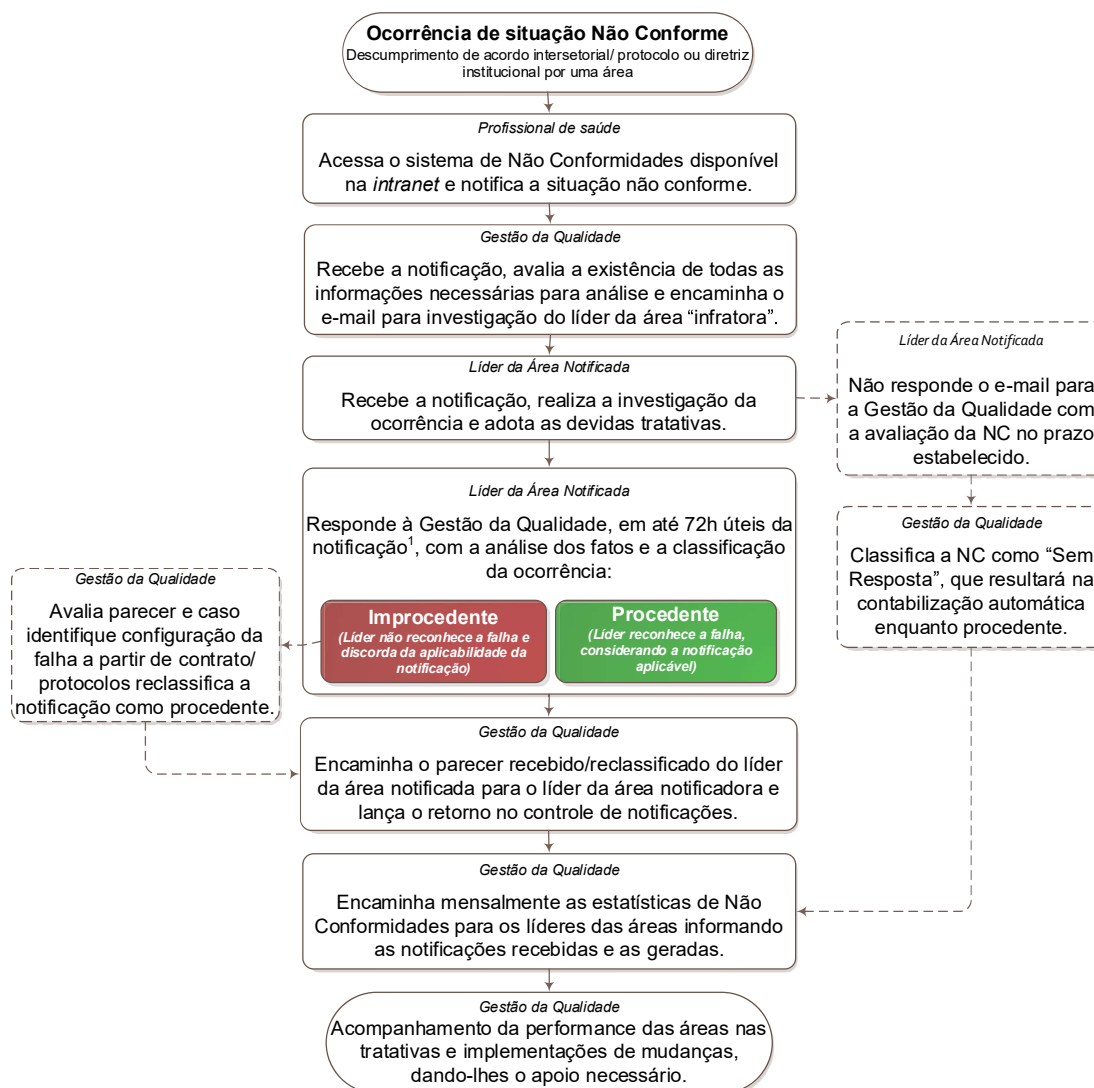 Ocorrência de situação Não Conforme
Descumprimento de acordo intersetorial/ protocolo ou diretriz
institucional por uma área
Profissional de saúde
Acessa o sistema de Não Conformidades disponível
na intranet e notifica a situação não conforme.
Gestão da Qualidade
Recebe a notificação, avalia a existência de todas as
informações necessárias para análise e encaminha o
e-mail para investigação do líder da área “infratora”.
Líder da Área Notificada
Recebe a notificação, realiza a investigação da
ocorrência e adota as devidas tratativas.
Líder da Área Notificada
Não responde o e-mail para
a Gestão da Qualidade com
a avaliação da NC no prazo
estabelecido.
Gestão da Qualidade
Classifica a NC como “Sem
Resposta”, que resultará na
contabilização automática
enquanto procedente.
Líder da Área Notificada
Responde à Gestão da Qualidade, em até 72h úteis da
notificação¹, com a análise dos fatos e a classificação
da ocorrência:
Improcedente
(Líder não reconhece a falha e
discorda da aplicabilidade da
notificação)
Procedente
(Líder reconhece a falha,
considerando a notificação
aplicável)
Gestão da Qualidade
Avalia parecer e caso
identifique configuração da
falha a partir de contrato/
protocolos reclassifica a
notificação como procedente.
Gestão da Qualidade
Encaminha o parecer recebido/reclassificado do líder
da área notificada para o líder da área notificadora e
lança o retorno no controle de notificações.
Gestão da Qualidade
Encaminha mensalmente as estatísticas de Não
Conformidades para os líderes das áreas informando
as notificações recebidas e as geradas.
Gestão da Qualidade
Acompanhamento da performance das áreas nas
tratativas e implementações de mudanças,
dando-lhes o apoio necessário.